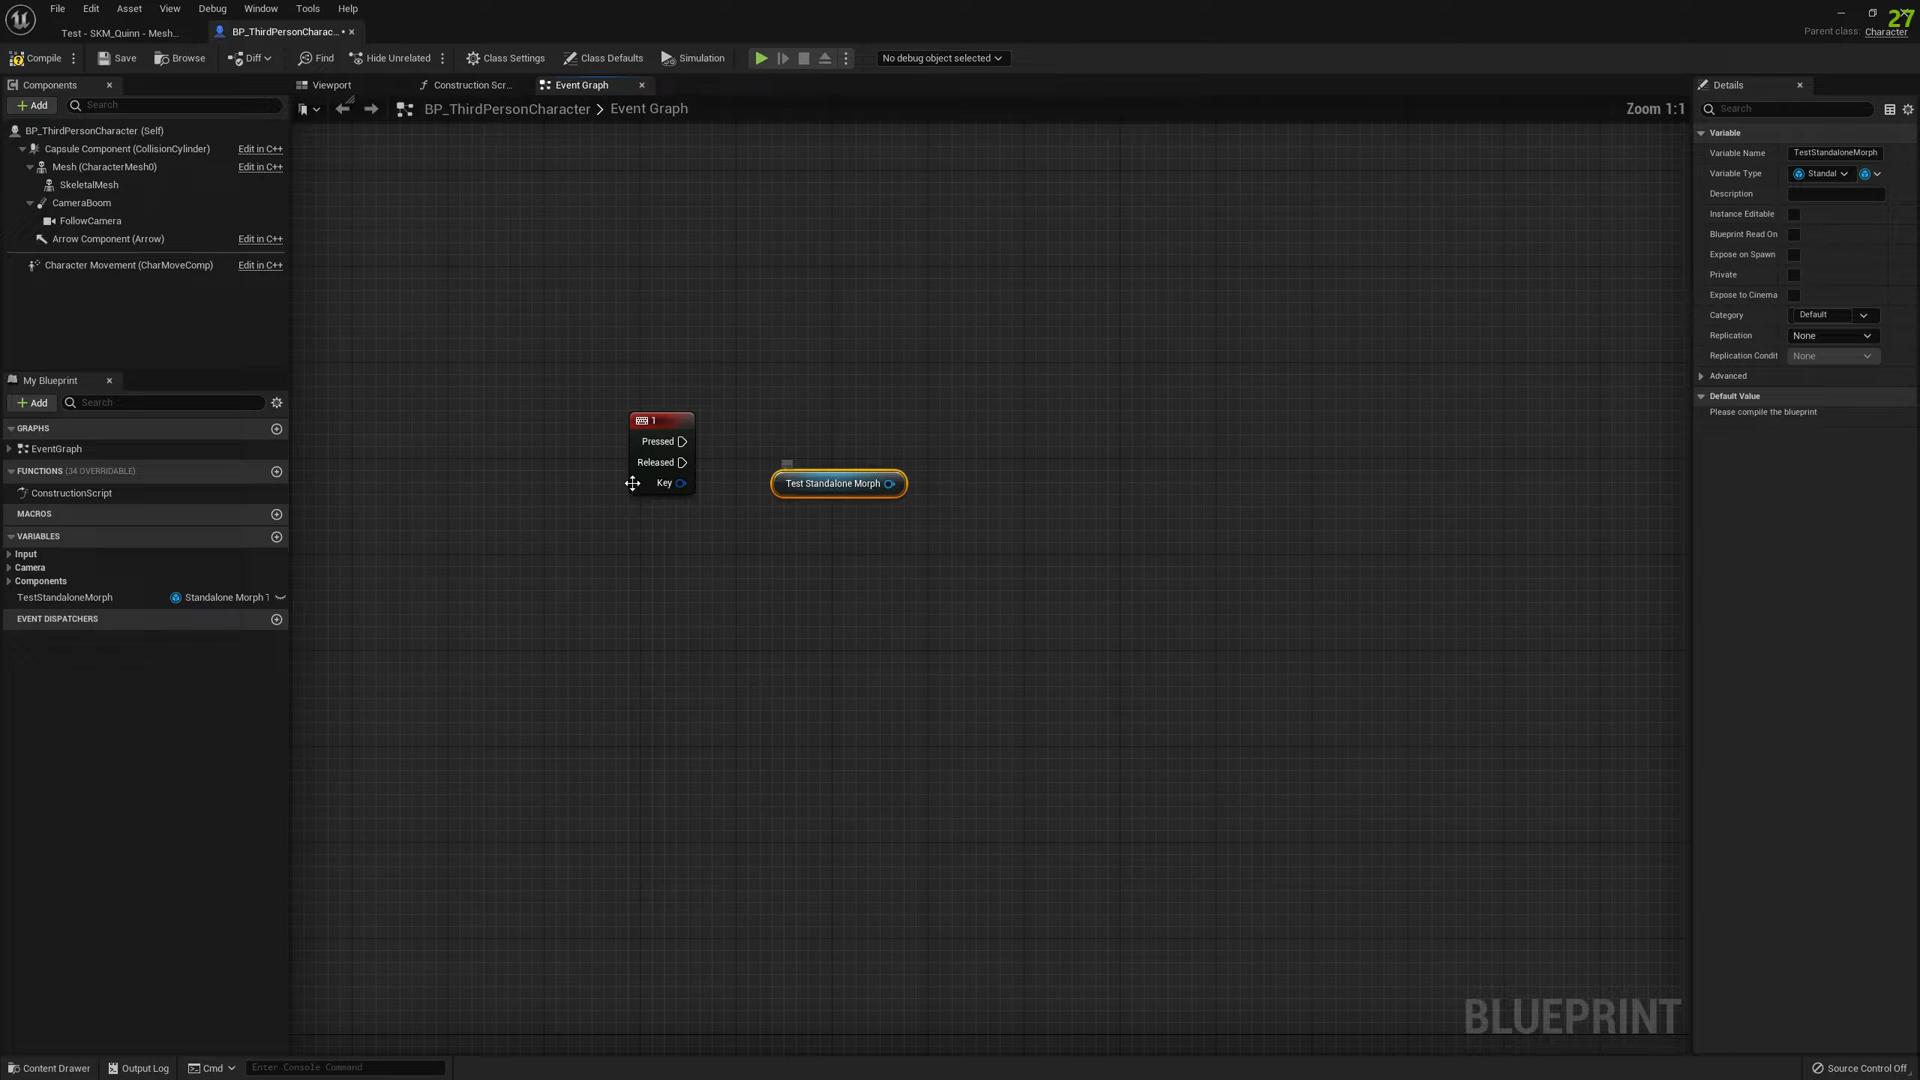 File Edit Asset View Debug Window Tools Help
27
Test - SKM_Quinn - Mesh...
BP_ThirdPersonCharac...
Parent class: Character
Compile Save Browse Diff Find Hide Unrelated Class Settings Class Defaults Simulation No debug object selected
Components
Viewport
Construction Scr...
Event Graph
Details
Add
Search
BP_ThirdPersonCharacter > Event Graph
Zoom 1:1
Search
BP_ThirdPersonCharacter (Self)
Capsule Component (CollisionCylinder) Edit in C++
Mesh (CharacterMesh0) Edit in C++
SkeletalMesh
CameraBoom
FollowCamera
Arrow Component (Arrow) Edit in C++
Character Movement (CharMoveComp) Edit in C++
Variable
Variable Name TestStandaloneMorph
Variable Type Standal
Description
Instance Editable
Blueprint Read On
Expose on Spawn
Private
Expose to Cinema
Category Default
Replication None
Replication Condit None
Advanced
Default Value
Please compile the blueprint
My Blueprint
Add
Search
GRAPHS
EventGraph
FUNCTIONS (34 OVERRIDABLE)
ConstructionScript
MACROS
VARIABLES
Input
Camera
Components
TestStandaloneMorph Standalone Morph T
EVENT DISPATCHERS
1
Pressed
Released
Key
Test Standalone Morph
BLUEPRINT
Content Drawer Output Log Cmd Enter Console Command Source Control Off